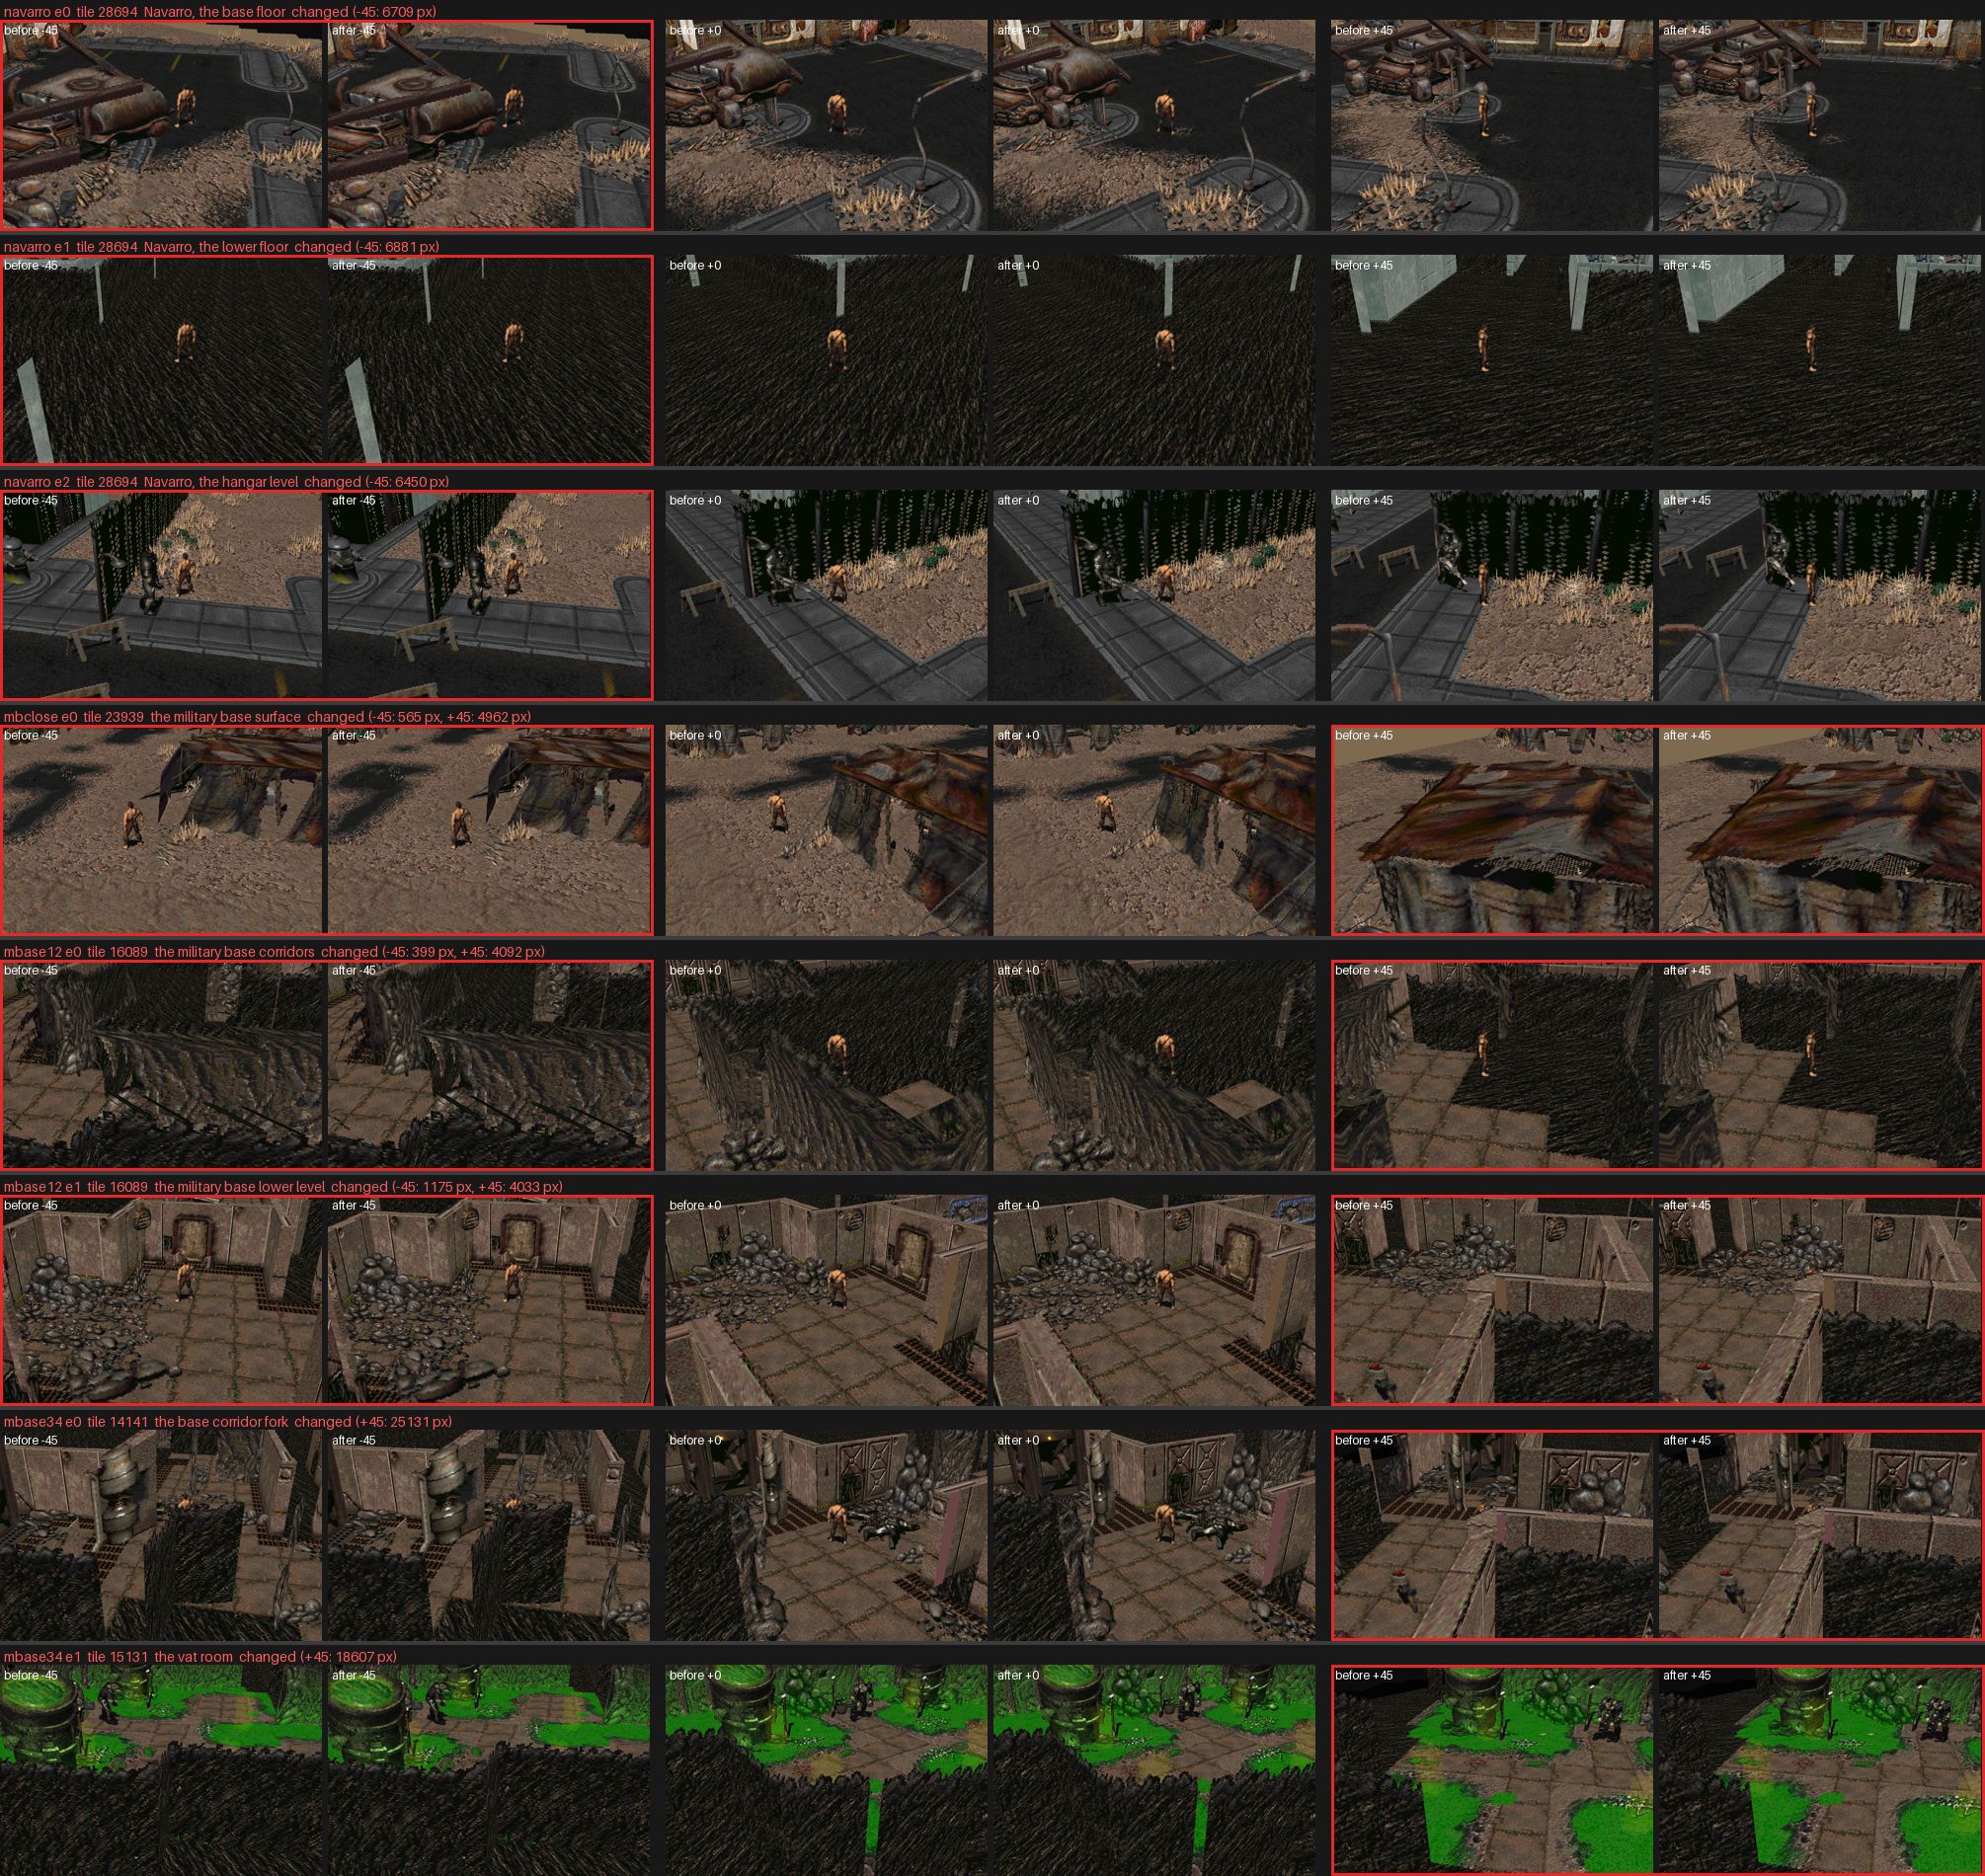 navarro e0 tile 28694 Navarro, the base floor changed (-45: 6709 px)
before -45 after -45 before +0 after +0 before +45 after +45
navarro e1 tile 28694 Navarro, the lower floor changed (-45: 6881 px)
before -45 after -45 before +0 after +0 before +45 after +45
navarro e2 tile 28694 Navarro, the hangar level changed (-45: 6450 px)
before -45 after -45 before +0 after +0 before +45 after +45
mbclose e0 tile 23939 the military base surface changed (-45: 565 px, +45: 4962 px)
before -45 after -45 before +0 after +0 before +45 after +45
mbase12 e0 tile 16089 the military base corridors changed (-45: 399 px, +45: 4092 px)
before -45 after -45 before +0 after +0 before +45 after +45
mbase12 e1 tile 16089 the military base lower level changed (-45: 1175 px, +45: 4033 px)
before -45 after -45 before +0 after +0 before +45 after +45
mbase34 e0 tile 14141 the base corridor fork changed (+45: 25131 px)
before -45 after -45 before +0 after +0 before +45 after +45
mbase34 e1 tile 15131 the vat room changed (+45: 18607 px)
before -45 after -45 before +0 after +0 before +45 after +45